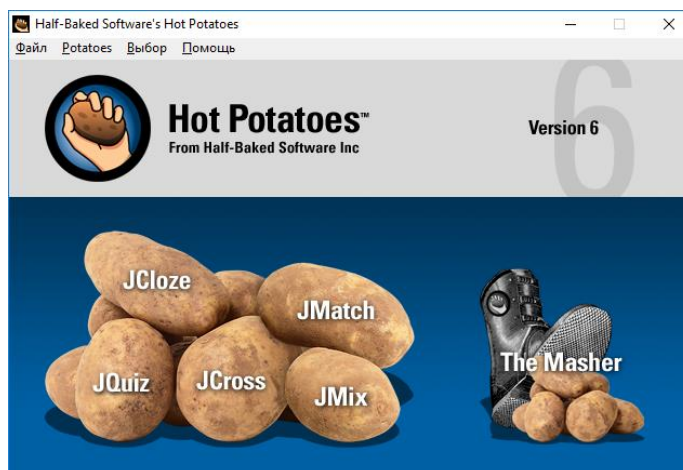 Half-Baked Software's Hot Potatoes
Файл Potatoes Выбор Помощь
Hot Potatoes™
From Half-Baked Software Inc
Version 6
6
JCloze
JMatch
The Masher
JQuiz
JCross
JMix